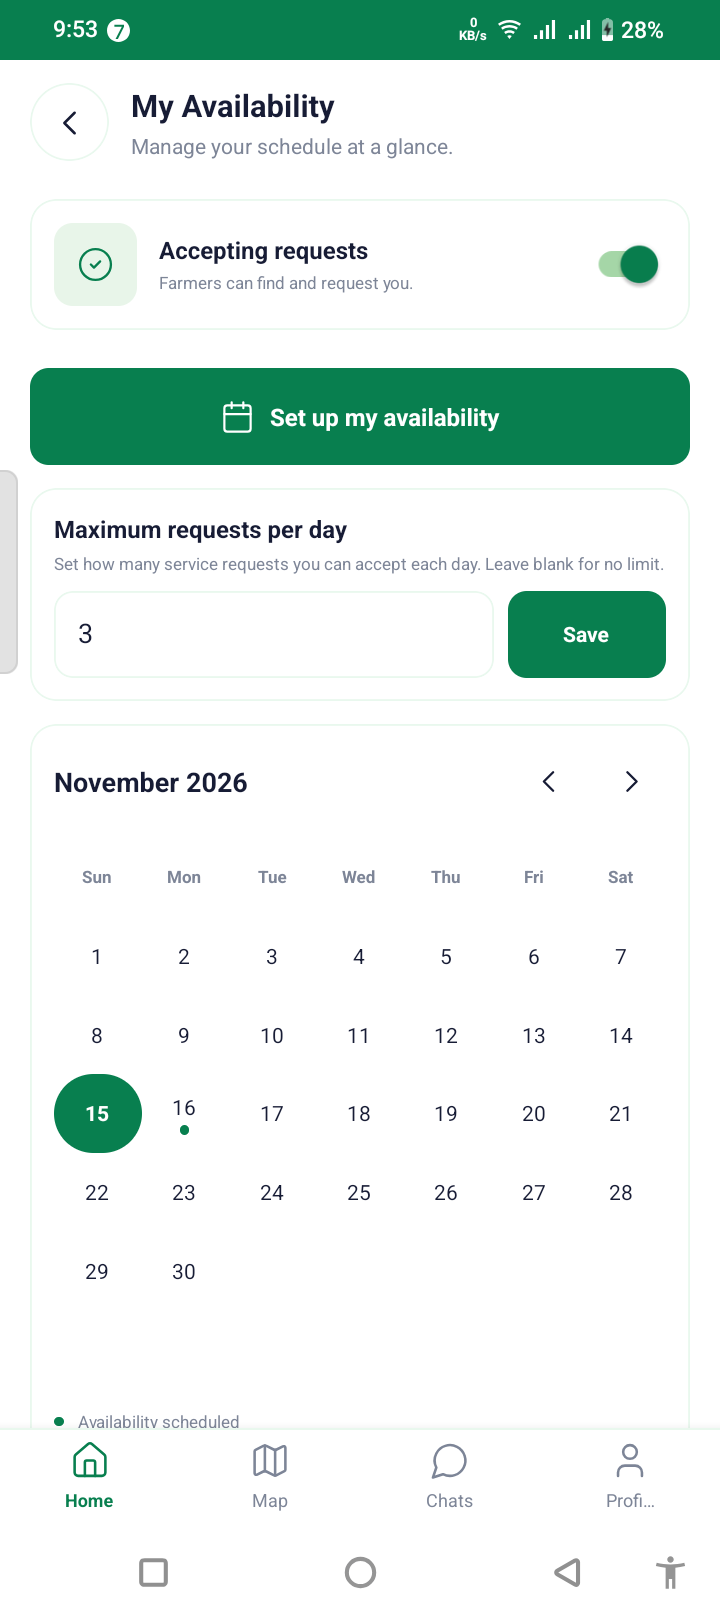 9:53 7 0 KB/s 28%
My Availability
Manage your schedule at a glance.
Accepting requests
Farmers can find and request you.
Set up my availability
Maximum requests per day
Set how many service requests you can accept each day. Leave blank for no limit.
3 Save
November 2026
Sun Mon Tue Wed Thu Fri Sat
1 2 3 4 5 6 7
8 9 10 11 12 13 14
15 16 17 18 19 20 21
22 23 24 25 26 27 28
29 30
Availability scheduled
Home Map Chats Profi...